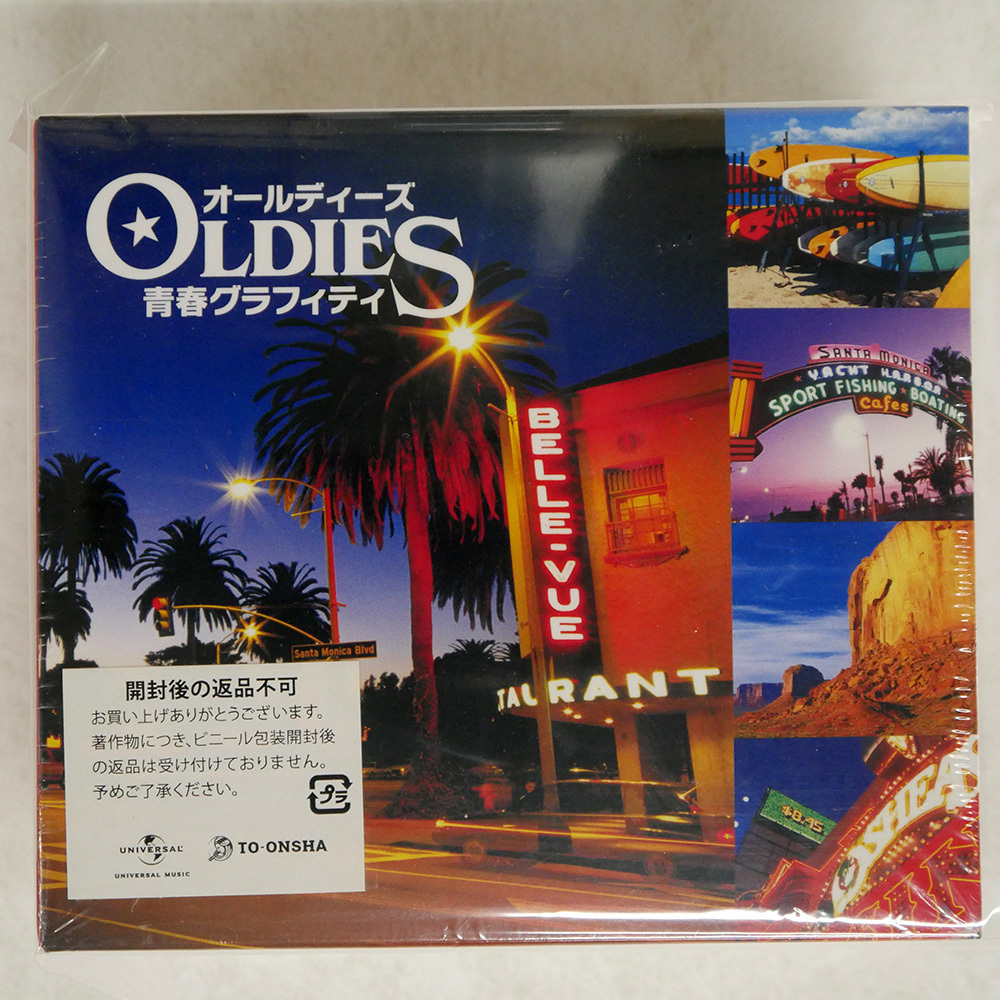 オールディーズ
OLDIES
青春グラフィティ
SANTA MONICA
★ YACHT HARBOR ★
SPORT FISHING BOATING
Cafes
BELLE-VUE
TAURANT
Santa Monica Blvd
$8.45
OSHEA
開封後の返品不可
お買い上げありがとうございます。
著作物につき、ビニール包装開封後
の返品は受け付けておりません。
予めご了承ください。
プラ
UNIVERSAL
UNIVERSAL MUSIC
TO-ONSHA